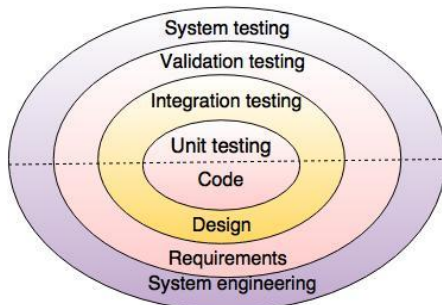 System testing
Validation testing
Integration testing
Unit testing
Code
Design
Requirements
System engineering